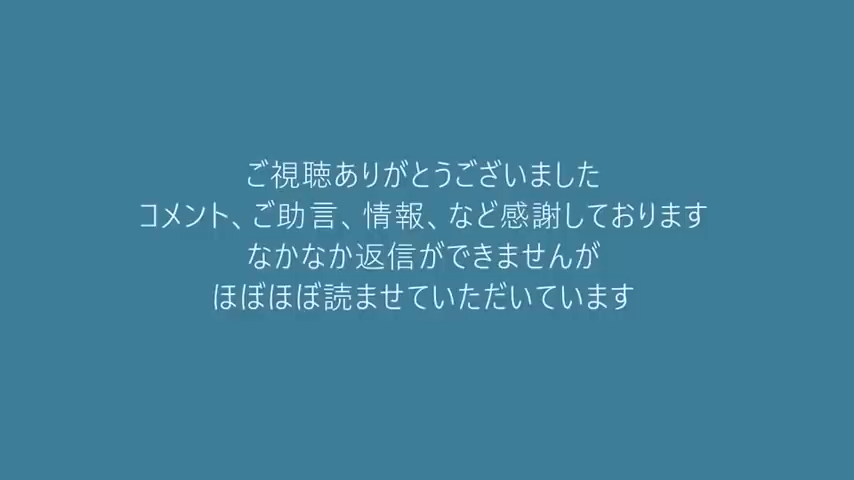 ご視聴ありがとうございました
コメント、ご助言、情報、など感謝しております
なかなか返信ができませんが
ほぼほぼ読ませていただいています